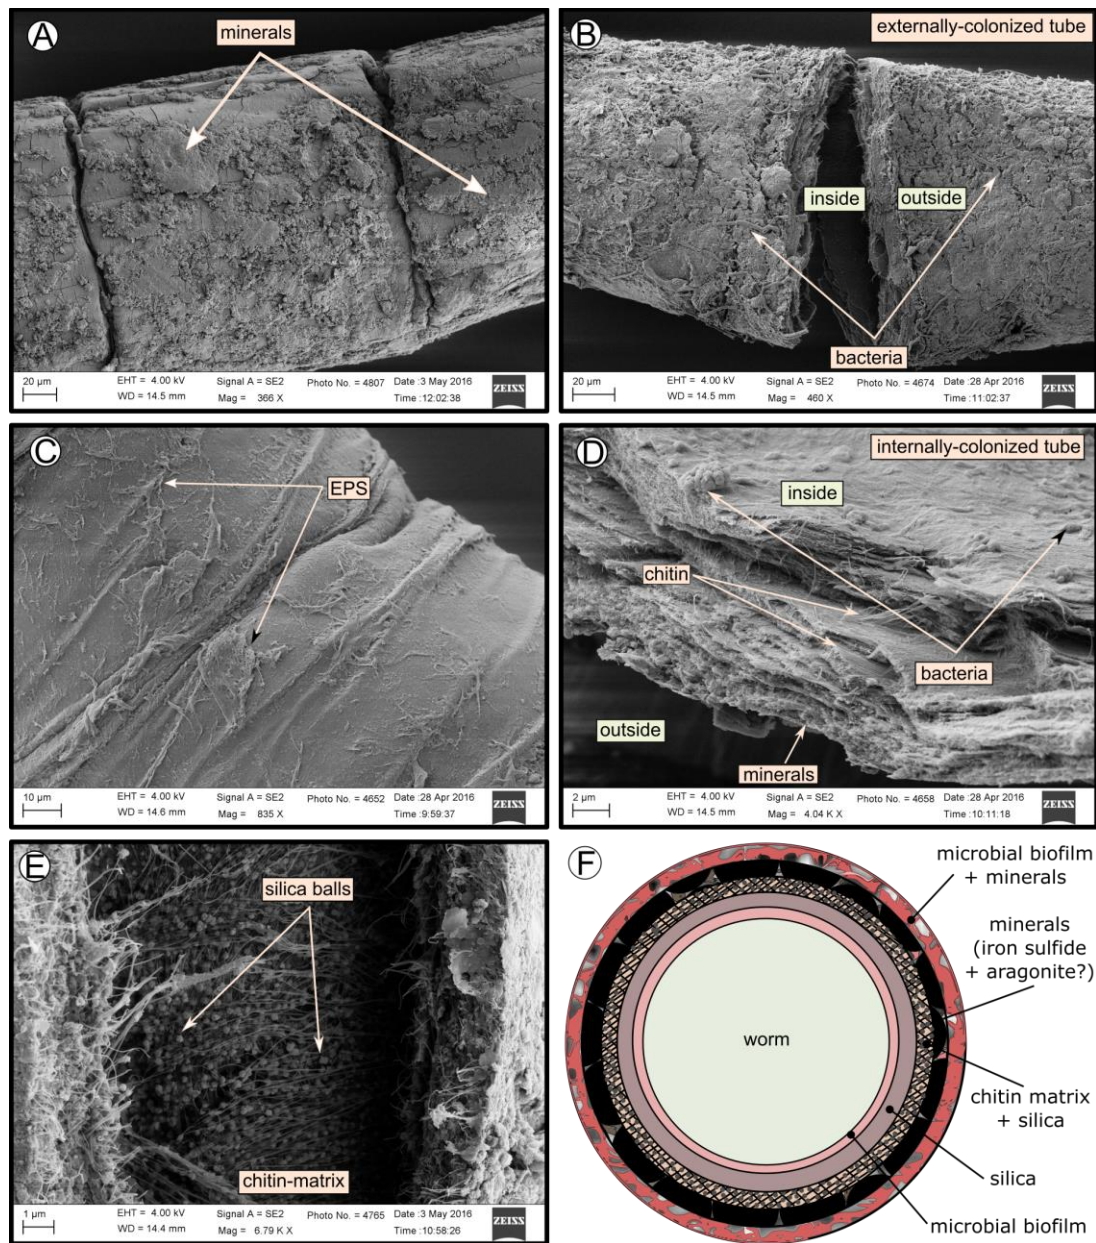 A
minerals
20 µm
EHT = 4.00 kV
Signal A = SE2
Photo No. = 4807
Date :3 May 2016
WD = 14.5 mm
Mag = 366 X
Time :12:02:38
ZEISS
B
externally-colonized tube
inside
outside
bacteria
20 µm
EHT = 4.00 kV
Signal A = SE2
Photo No. = 4674
Date :28 Apr 2016
WD = 14.5 mm
Mag = 460 X
Time :11:02:37
ZEISS
C
EPS
10 µm
EHT = 4.00 kV
Signal A = SE2
Photo No. = 4652
Date :28 Apr 2016
WD = 14.6 mm
Mag = 835 X
Time :9:59:37
ZEISS
D
internally-colonized tube
inside
chitin
bacteria
outside
minerals
2 µm
EHT = 4.00 kV
Signal A = SE2
Photo No. = 4658
Date :28 Apr 2016
WD = 14.5 mm
Mag = 4.04 K X
Time :10:11:18
ZEISS
E
silica balls
chitin-matrix
1 µm
EHT = 4.00 kV
Signal A = SE2
Photo No. = 4765
Date :3 May 2016
WD = 14.4 mm
Mag = 6.79 K X
Time :10:58:26
ZEISS
F
microbial biofilm
+ minerals
minerals
(iron sulfide
+ aragonite?)
worm
chitin matrix
+ silica
silica
microbial biofilm